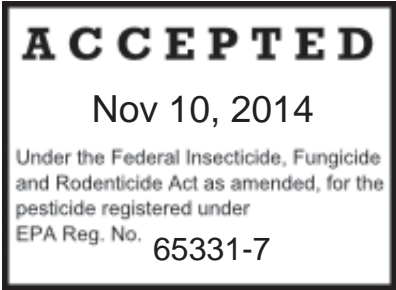 ACCEPTED
Nov 10, 2014
Under the Federal Insecticide, Fungicide
and Rodenticide Act as amended, for the
pesticide registered under
EPA Reg. No. 65331-7